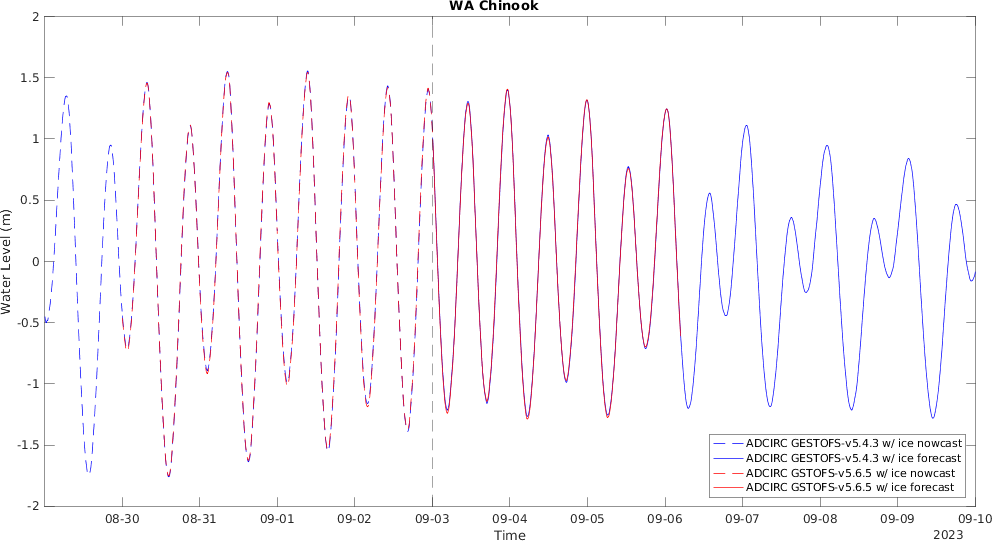 WA Chinook
2
1.5
1
0.5
0
-0.5
-1
-1.5
-2
Water Level (m)
08-30 08-31 09-01 09-02 09-03 09-04 09-05 09-06 09-07 09-08 09-09 09-10
Time
2023
ADCIRC GESTOFS-v5.4.3 w/ ice nowcast
ADCIRC GESTOFS-v5.4.3 w/ ice forecast
ADCIRC GSTOFS-v5.6.5 w/ ice nowcast
ADCIRC GSTOFS-v5.6.5 w/ ice forecast